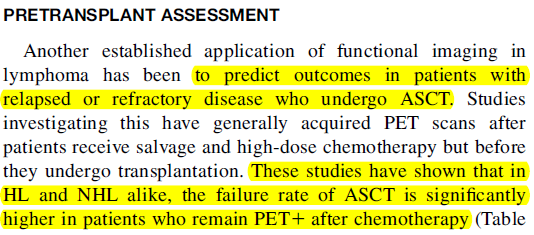 PRETRANSPLANT ASSESSMENT
Another established application of functional imaging in
lymphoma has been to predict outcomes in patients with
relapsed or refractory disease who undergo ASCT. Studies
investigating this have generally acquired PET scans after
patients receive salvage and high-dose chemotherapy but before
they undergo transplantation. These studies have shown that in
HL and NHL alike, the failure rate of ASCT is significantly
higher in patients who remain PET+ after chemotherapy (Table